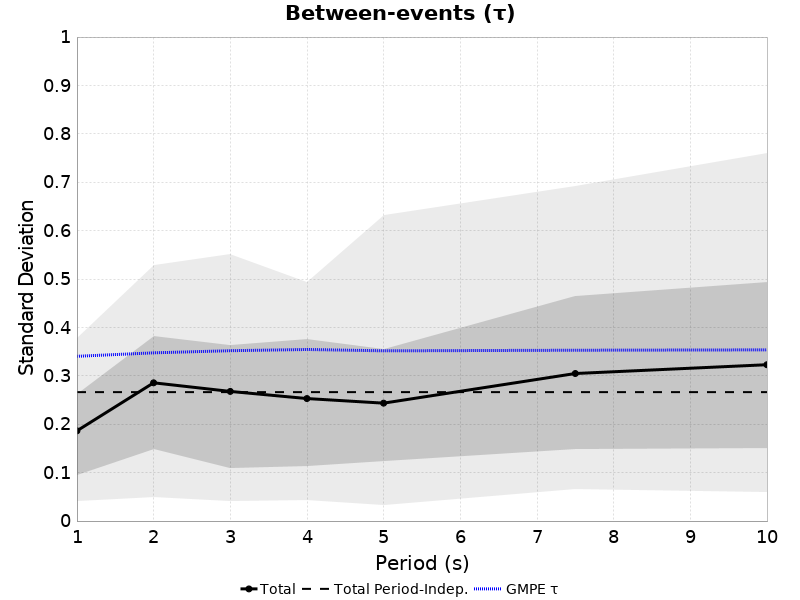 Between-events (τ)
1
0.9
0.8
0.7
0.6
0.5
0.4
0.3
0.2
0.1
0
Standard Deviation
1 2 3 4 5 6 7 8 9 10
Period (s)
Total Total Period-Indep. GMPE τ